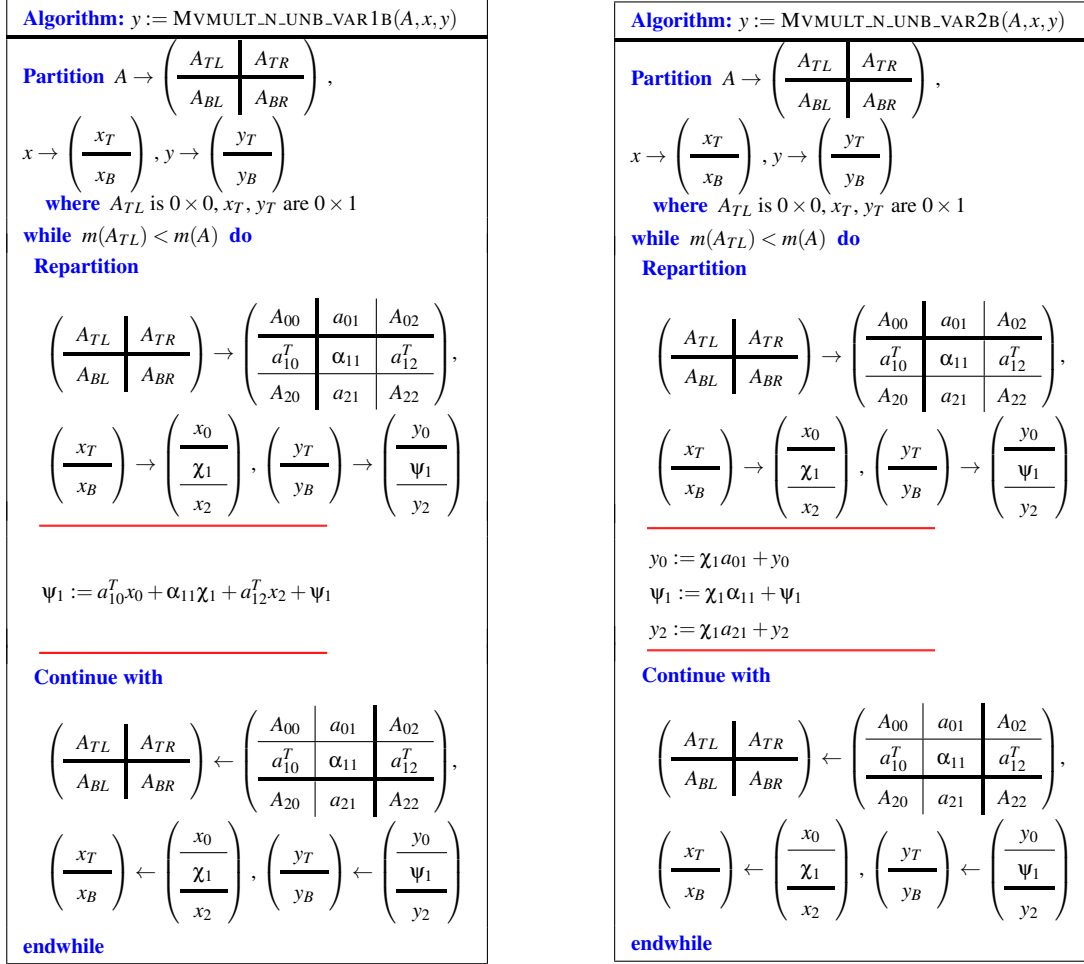 Algorithm: y := MVMULT_N_UNB_VAR1B(A,x,y)
Partition A → ( A_TL | A_TR / A_BL | A_BR ) ,
x → ( x_T / x_B ) , y → ( y_T / y_B )
where A_TL is 0 × 0, x_T, y_T are 0 × 1
while m(A_TL) < m(A) do
Repartition
( A_TL | A_TR / A_BL | A_BR ) → ( A_00 | a_01 | A_02 / a_10^T | α_11 | a_12^T / A_20 | a_21 | A_22 ) ,
( x_T / x_B ) → ( x_0 / χ_1 / x_2 ) , ( y_T / y_B ) → ( y_0 / ψ_1 / y_2 )
ψ_1 := a_10^T x_0 + α_11 χ_1 + a_12^T x_2 + ψ_1
Continue with
( A_TL | A_TR / A_BL | A_BR ) ← ( A_00 | a_01 | A_02 / a_10^T | α_11 | a_12^T / A_20 | a_21 | A_22 ) ,
( x_T / x_B ) ← ( x_0 / χ_1 / x_2 ) , ( y_T / y_B ) ← ( y_0 / ψ_1 / y_2 )
endwhile
Algorithm: y := MVMULT_N_UNB_VAR2B(A,x,y)
Partition A → ( A_TL | A_TR / A_BL | A_BR ) ,
x → ( x_T / x_B ) , y → ( y_T / y_B )
where A_TL is 0 × 0, x_T, y_T are 0 × 1
while m(A_TL) < m(A) do
Repartition
( A_TL | A_TR / A_BL | A_BR ) → ( A_00 | a_01 | A_02 / a_10^T | α_11 | a_12^T / A_20 | a_21 | A_22 ) ,
( x_T / x_B ) → ( x_0 / χ_1 / x_2 ) , ( y_T / y_B ) → ( y_0 / ψ_1 / y_2 )
y_0 := χ_1 a_01 + y_0
ψ_1 := χ_1 α_11 + ψ_1
y_2 := χ_1 a_21 + y_2
Continue with
( A_TL | A_TR / A_BL | A_BR ) ← ( A_00 | a_01 | A_02 / a_10^T | α_11 | a_12^T / A_20 | a_21 | A_22 ) ,
( x_T / x_B ) ← ( x_0 / χ_1 / x_2 ) , ( y_T / y_B ) ← ( y_0 / ψ_1 / y_2 )
endwhile